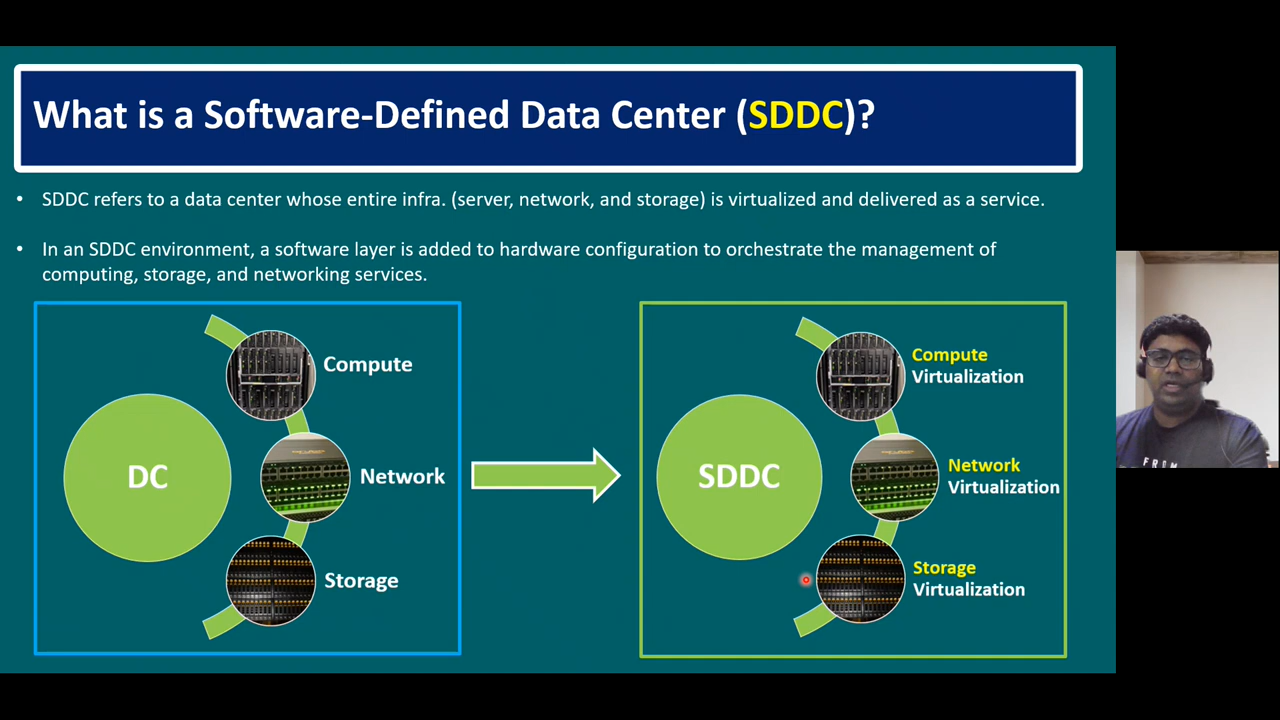 What is a Software-Defined Data Center (SDDC)?
• SDDC refers to a data center whose entire infra. (server, network, and storage) is virtualized and delivered as a service.
• In an SDDC environment, a software layer is added to hardware configuration to orchestrate the management of
computing, storage, and networking services.
DC
Compute
Network
Storage
SDDC
Compute
Virtualization
Network
Virtualization
Storage
Virtualization
FROM